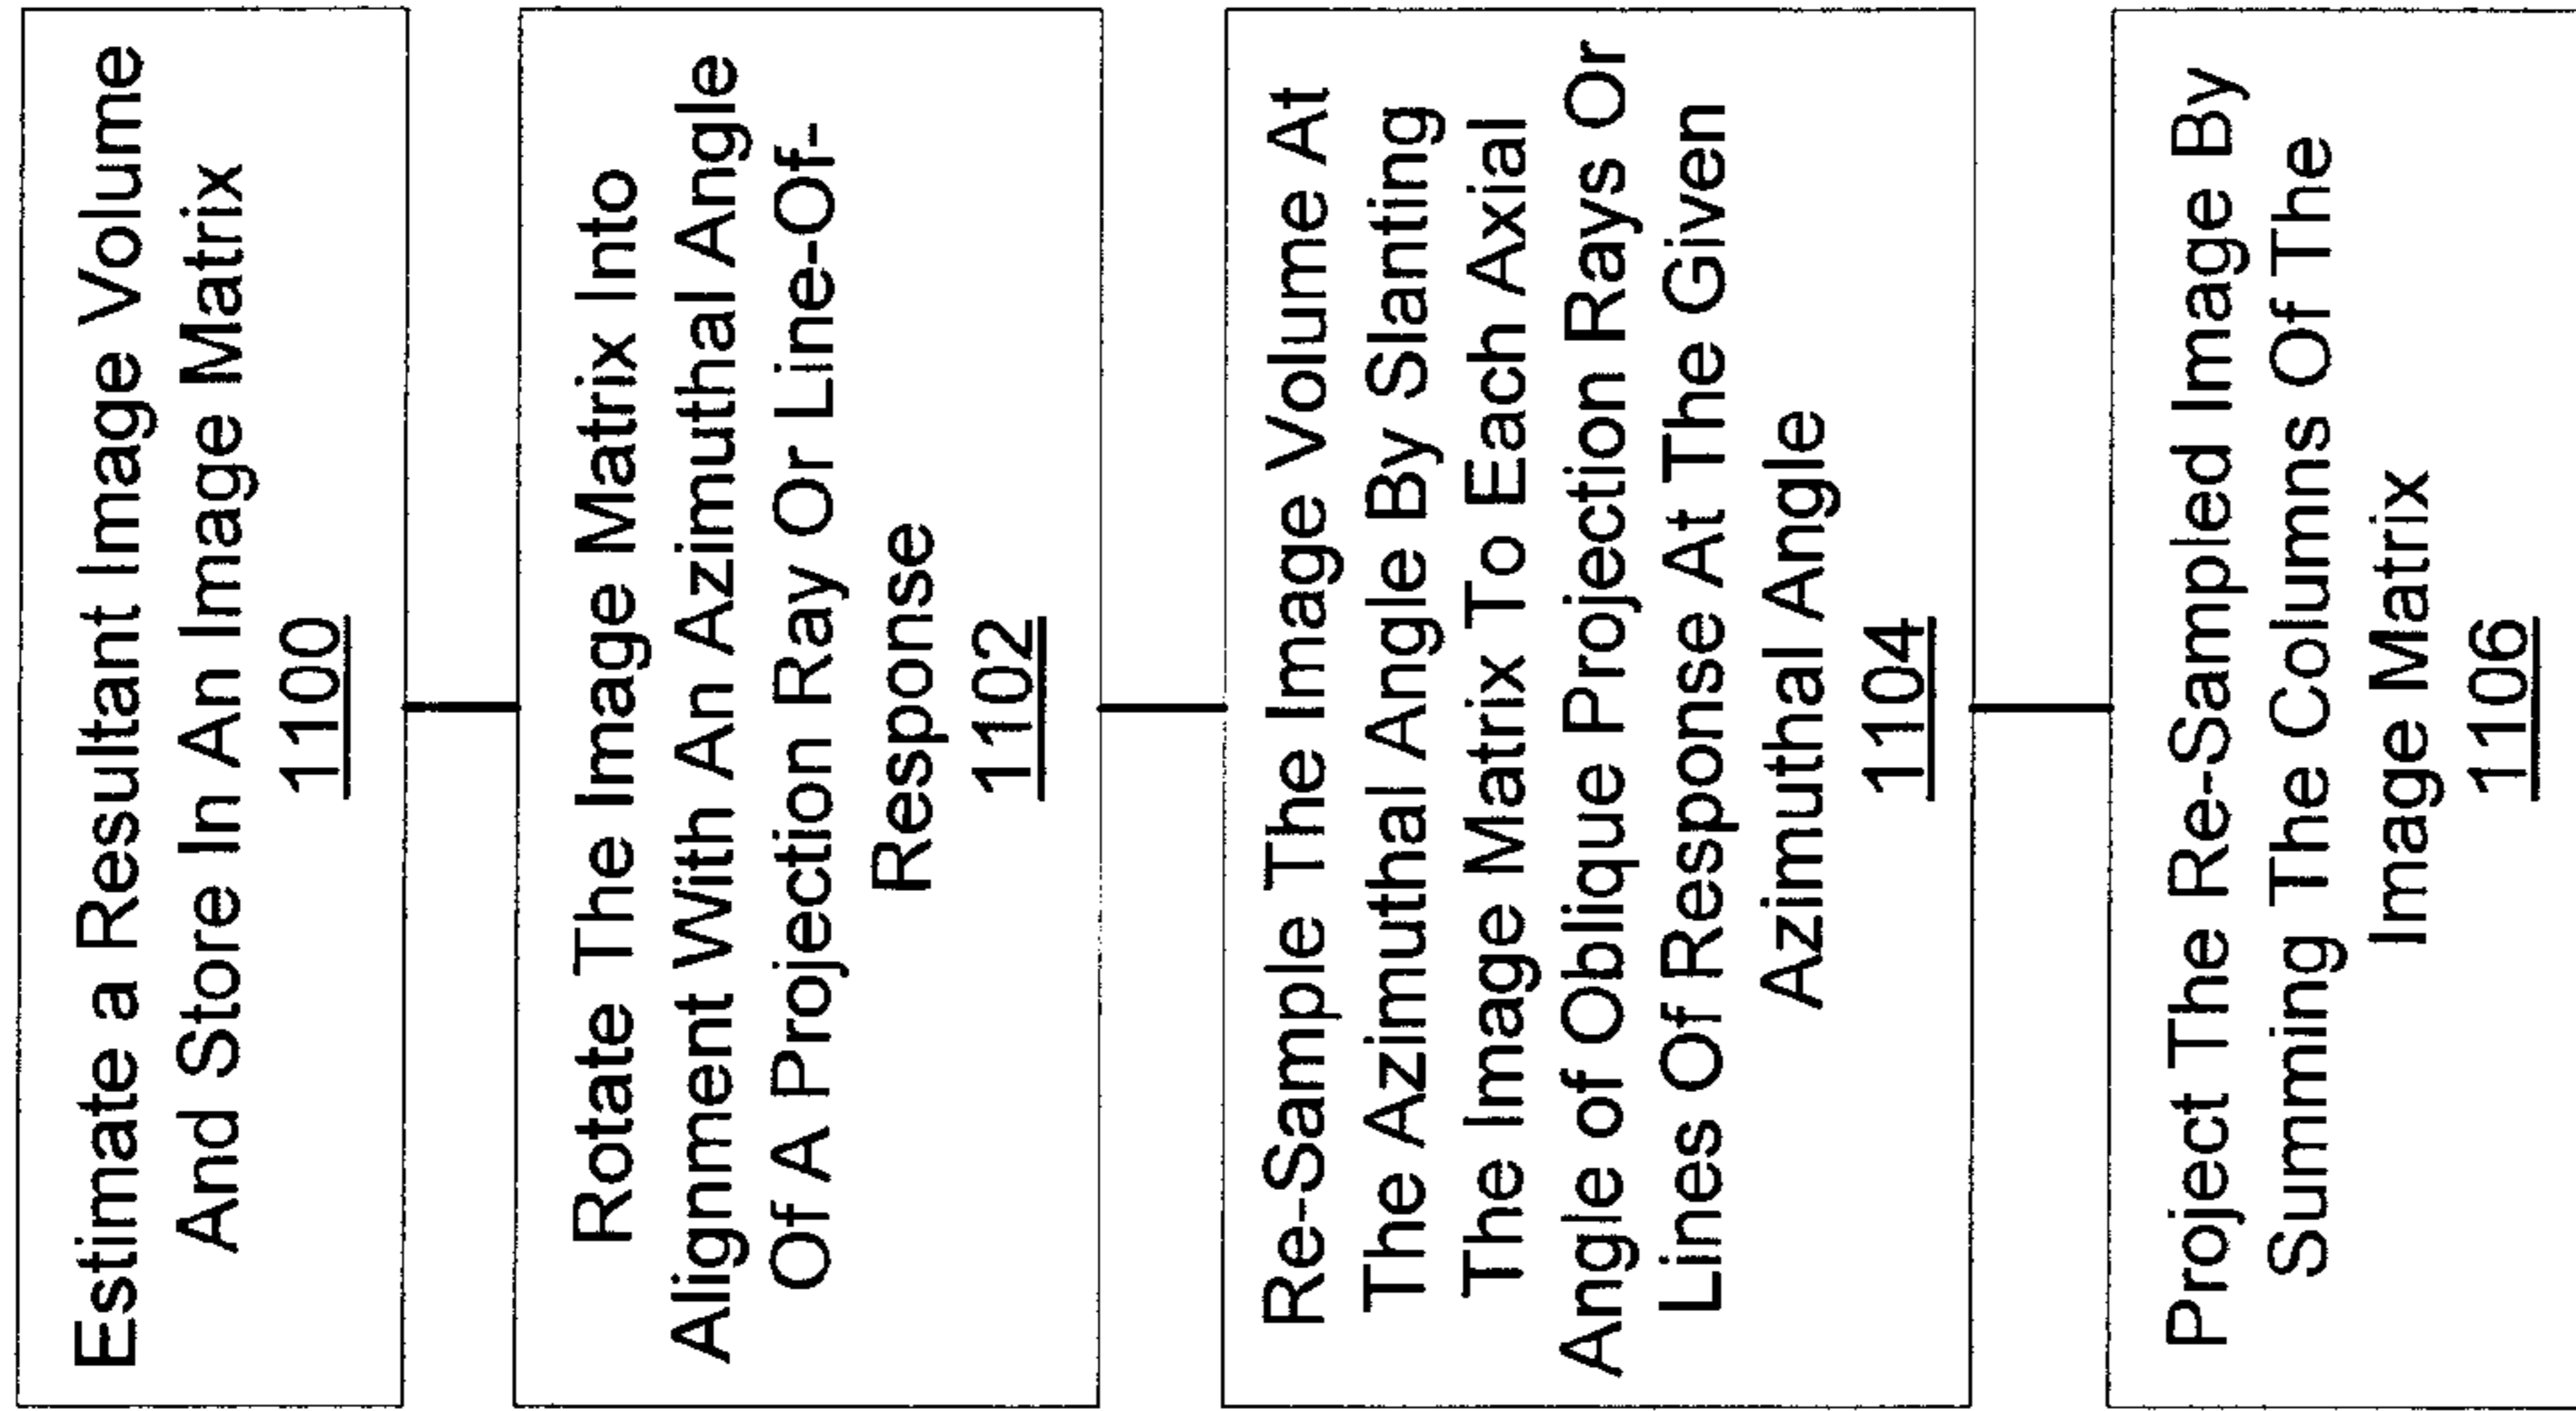 Estimate a Resultant Image Volume
And Store In An Image Matrix
1100
Rotate The Image Matrix Into
Alignment With An Azimuthal Angle
Of A Projection Ray Or Line-Of-
Response
1102
Re-Sample The Image Volume At
The Azimuthal Angle By Slanting
The Image Matrix To Each Axial
Angle of Oblique Projection Rays Or
Lines Of Response At The Given
Azimuthal Angle
1104
Project The Re-Sampled Image By
Summing The Columns Of The
Image Matrix
1106